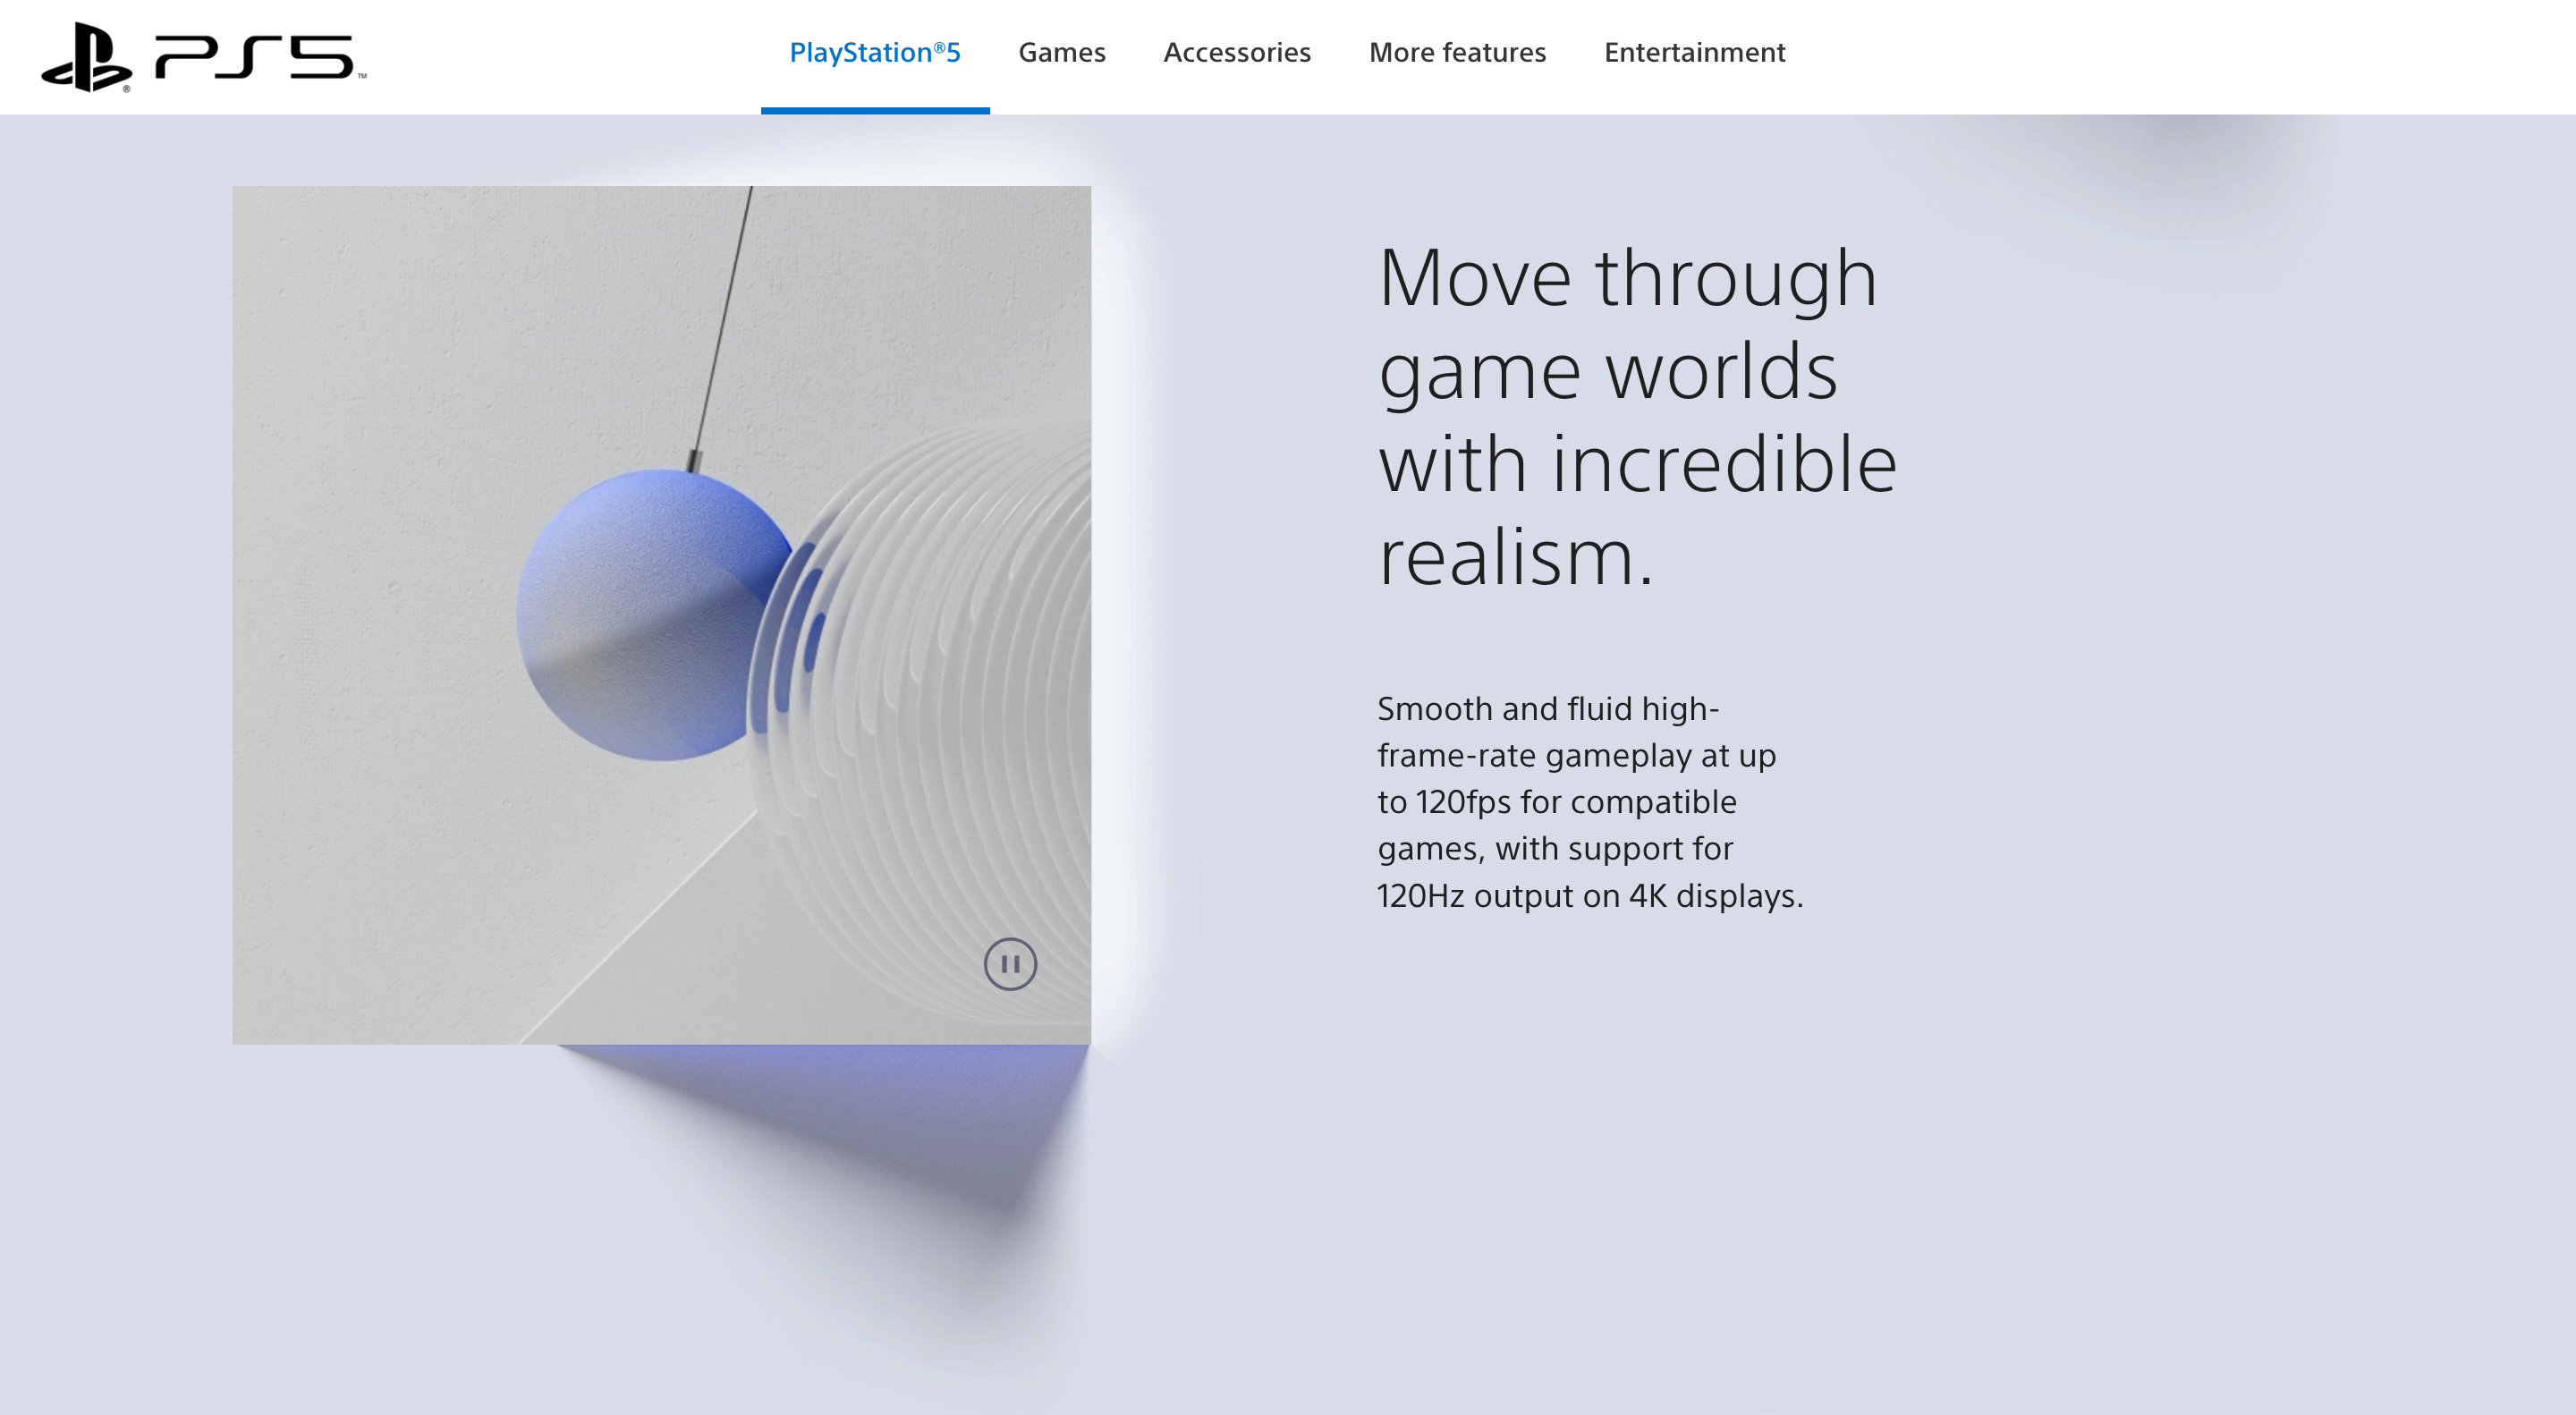 PS5™
PlayStation®5
Games
Accessories
More features
Entertainment
Move through
game worlds
with incredible
realism.
Smooth and fluid high-
frame-rate gameplay at up
to 120fps for compatible
games, with support for
120Hz output on 4K displays.